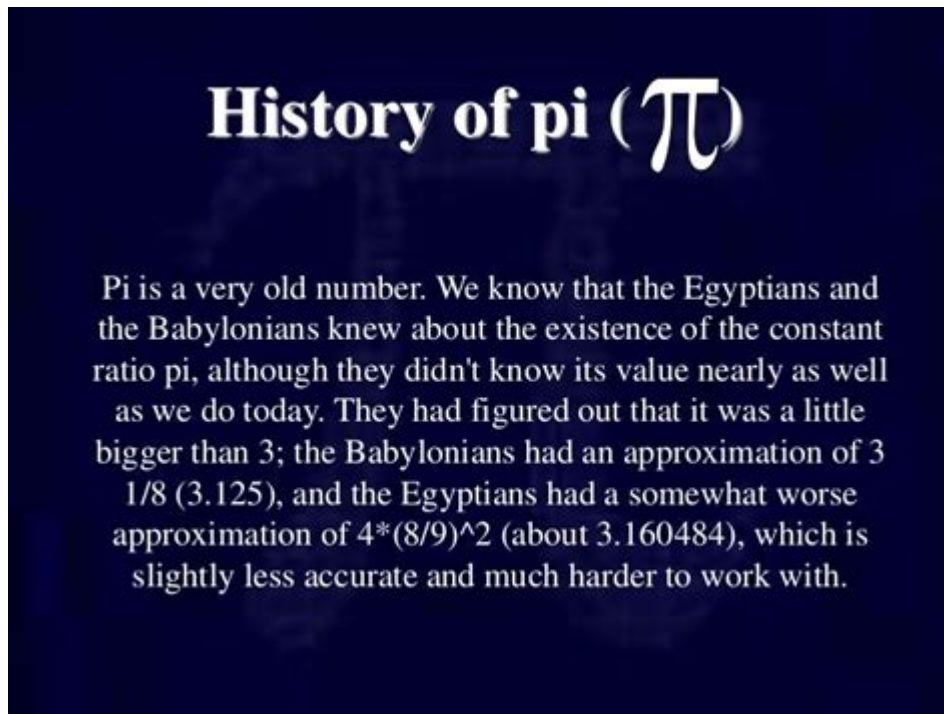 History of pi (π)
Pi is a very old number. We know that the Egyptians and
the Babylonians knew about the existence of the constant
ratio pi, although they didn't know its value nearly as well
as we do today. They had figured out that it was a little
bigger than 3; the Babylonians had an approximation of 3
1/8 (3.125), and the Egyptians had a somewhat worse
approximation of 4*(8/9)^2 (about 3.160484), which is
slightly less accurate and much harder to work with.